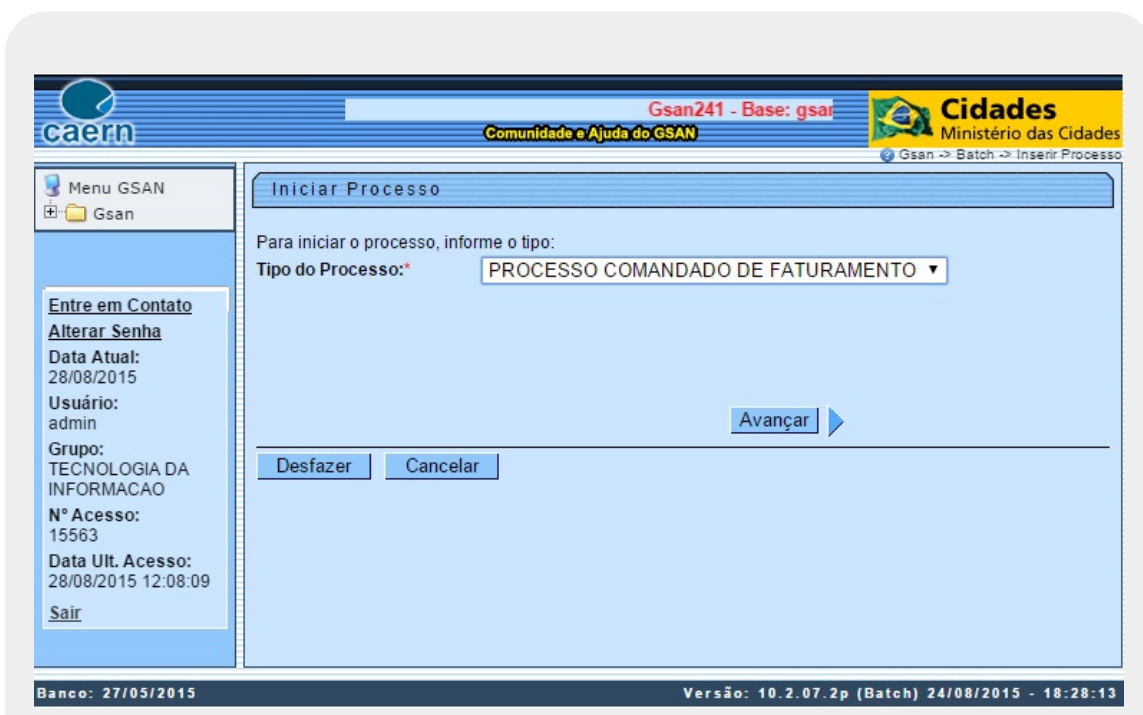 caern
Gsan241 - Base: gsan
Comunidade e Ajuda do GSAN
Cidades
Ministério das Cidades
Gsan -> Batch -> Inserir Processo
Menu GSAN
Gsan
Iniciar Processo
Para iniciar o processo, informe o tipo:
Tipo do Processo:* PROCESSO COMANDADO DE FATURAMENTO
Entre em Contato
Alterar Senha
Data Atual:
28/08/2015
Usuário:
admin
Grupo:
TECNOLOGIA DA
INFORMACAO
Nº Acesso:
15563
Data Ult. Acesso:
28/08/2015 12:08:09
Sair
Avançar
Desfazer Cancelar
Banco: 27/05/2015 Versão: 10.2.07.2p (Batch) 24/08/2015 - 18:28:13